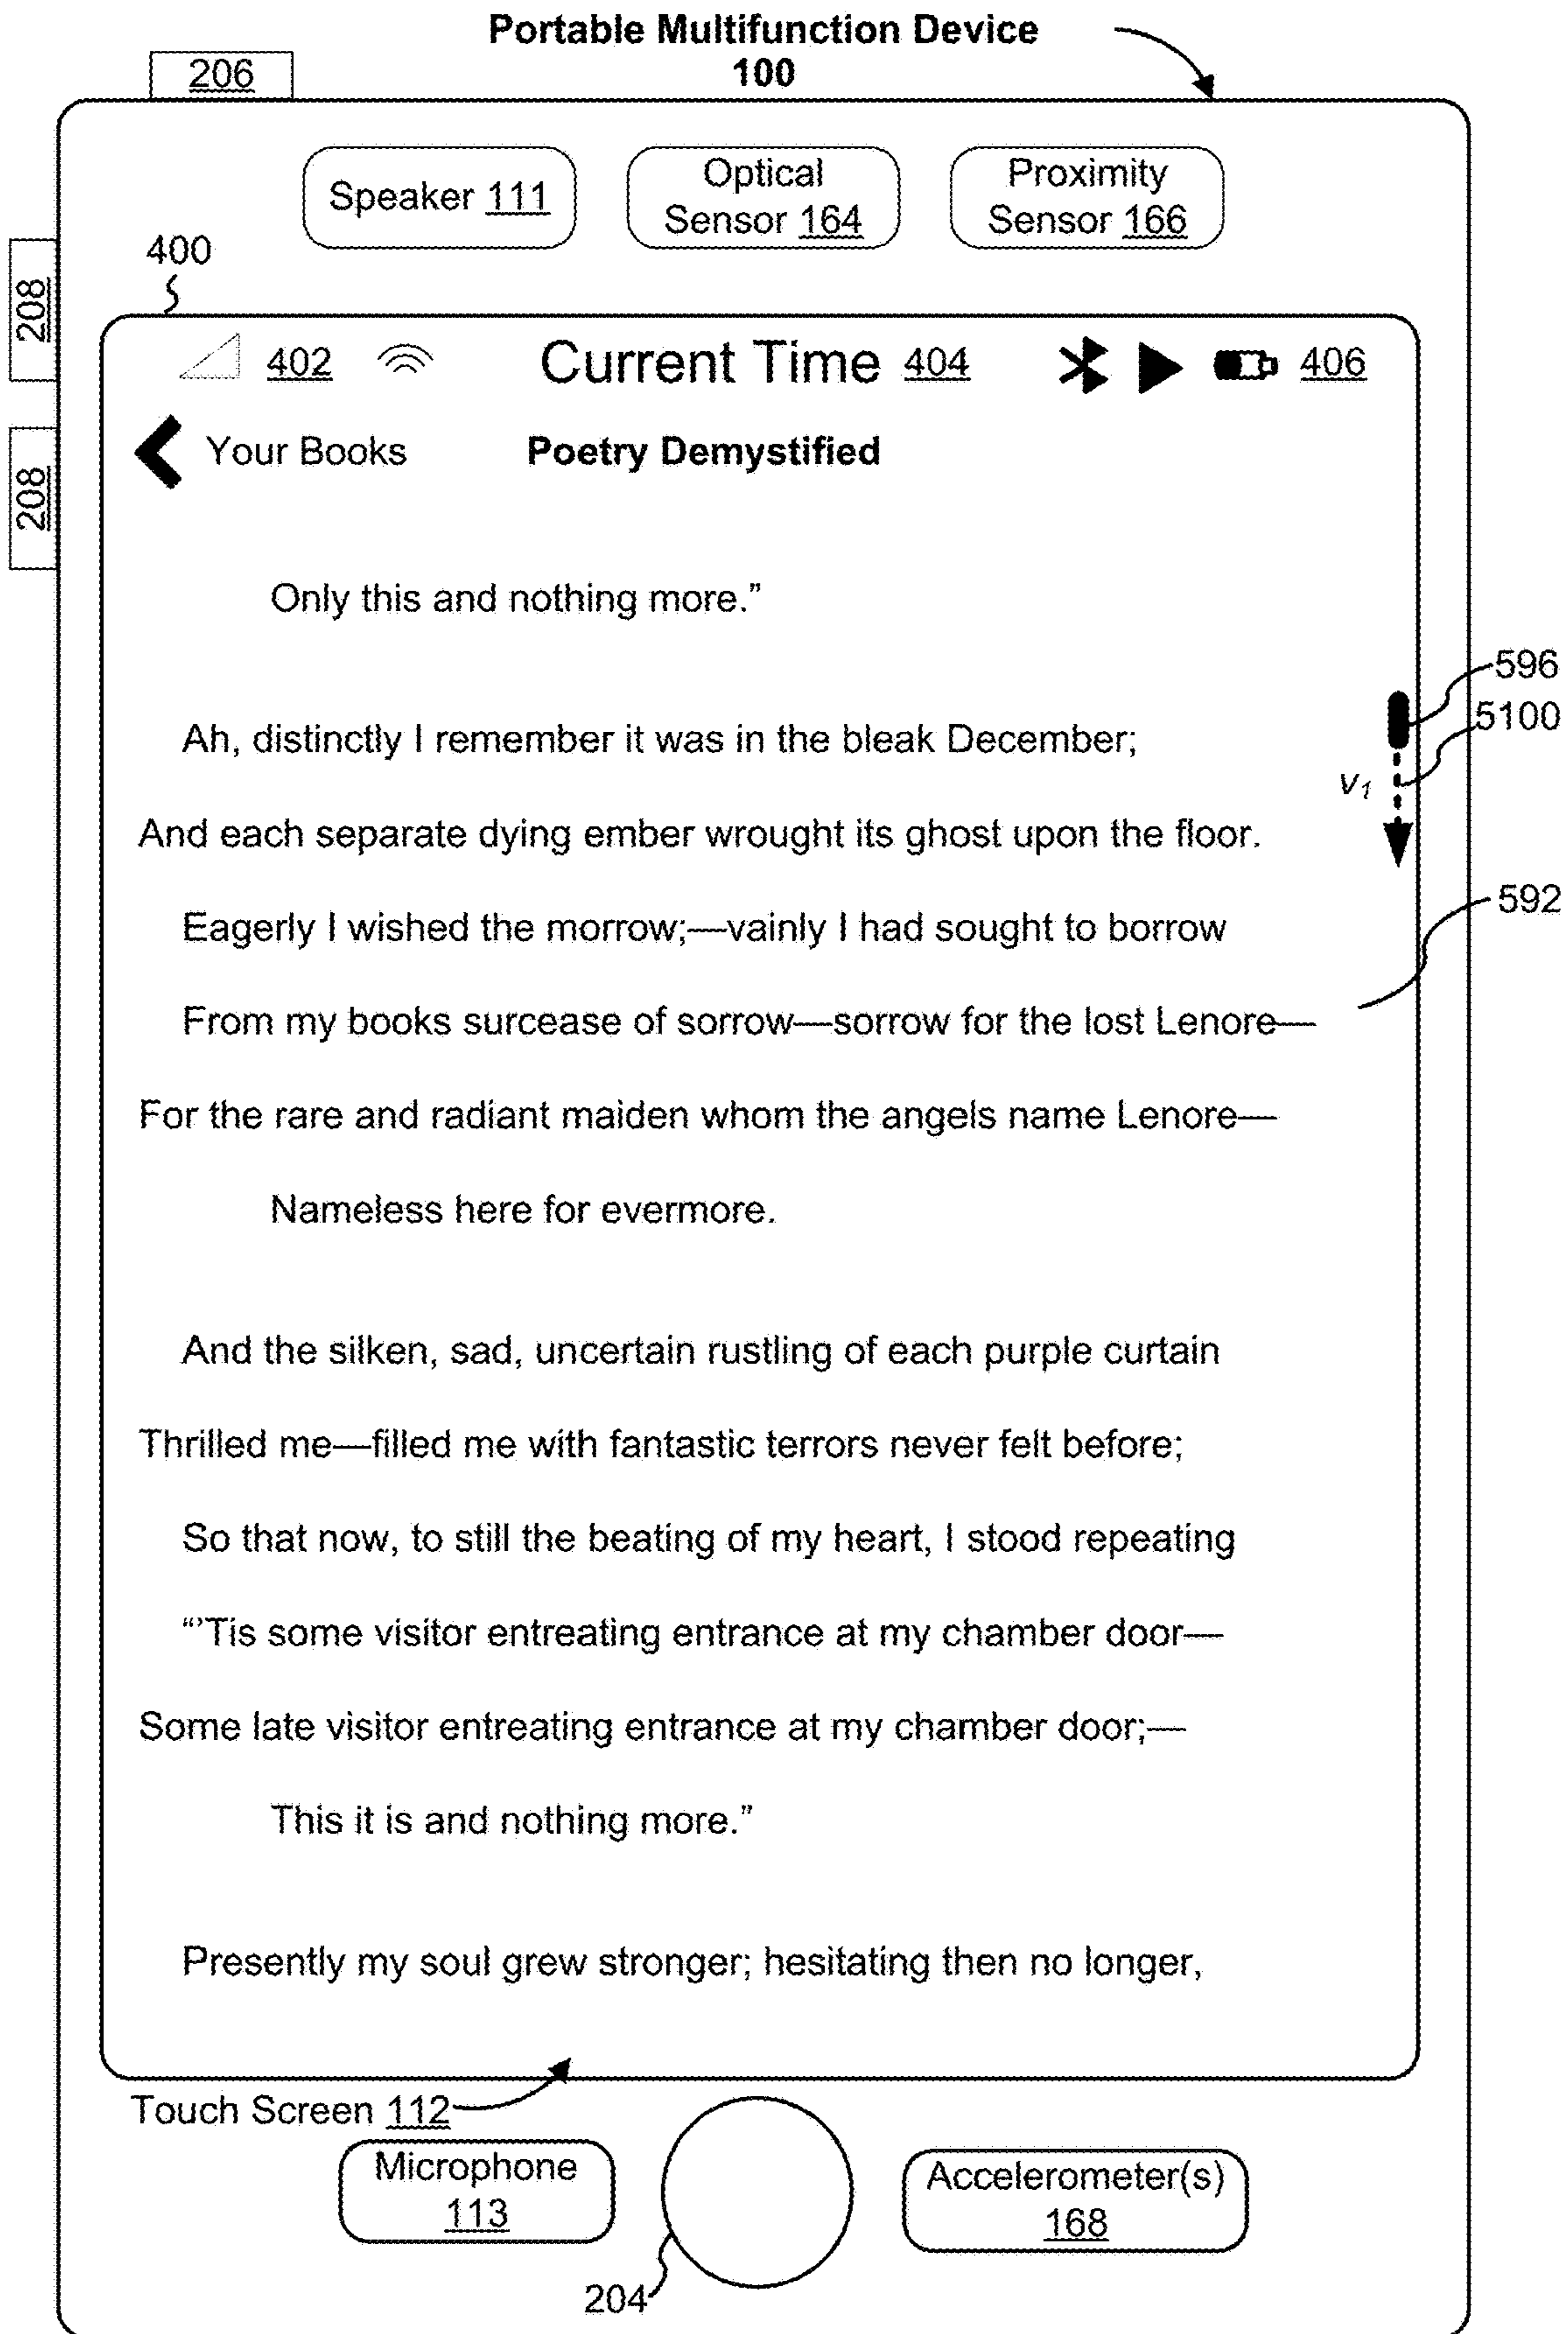 Portable Multifunction Device
100
206
Speaker 111
Optical
Sensor 164
Proximity
Sensor 166
208
208
400
402 Current Time 404 406
Your Books Poetry Demystified
Only this and nothing more.”
596
5100
v1
592
Ah, distinctly I remember it was in the bleak December;
And each separate dying ember wrought its ghost upon the floor.
Eagerly I wished the morrow;—vainly I had sought to borrow
From my books surcease of sorrow—sorrow for the lost Lenore—
For the rare and radiant maiden whom the angels name Lenore—
Nameless here for evermore.
And the silken, sad, uncertain rustling of each purple curtain
Thrilled me—filled me with fantastic terrors never felt before;
So that now, to still the beating of my heart, I stood repeating
“’Tis some visitor entreating entrance at my chamber door—
Some late visitor entreating entrance at my chamber door;—
This it is and nothing more.”
Presently my soul grew stronger; hesitating then no longer,
Touch Screen 112
Microphone
113
Accelerometer(s)
168
204